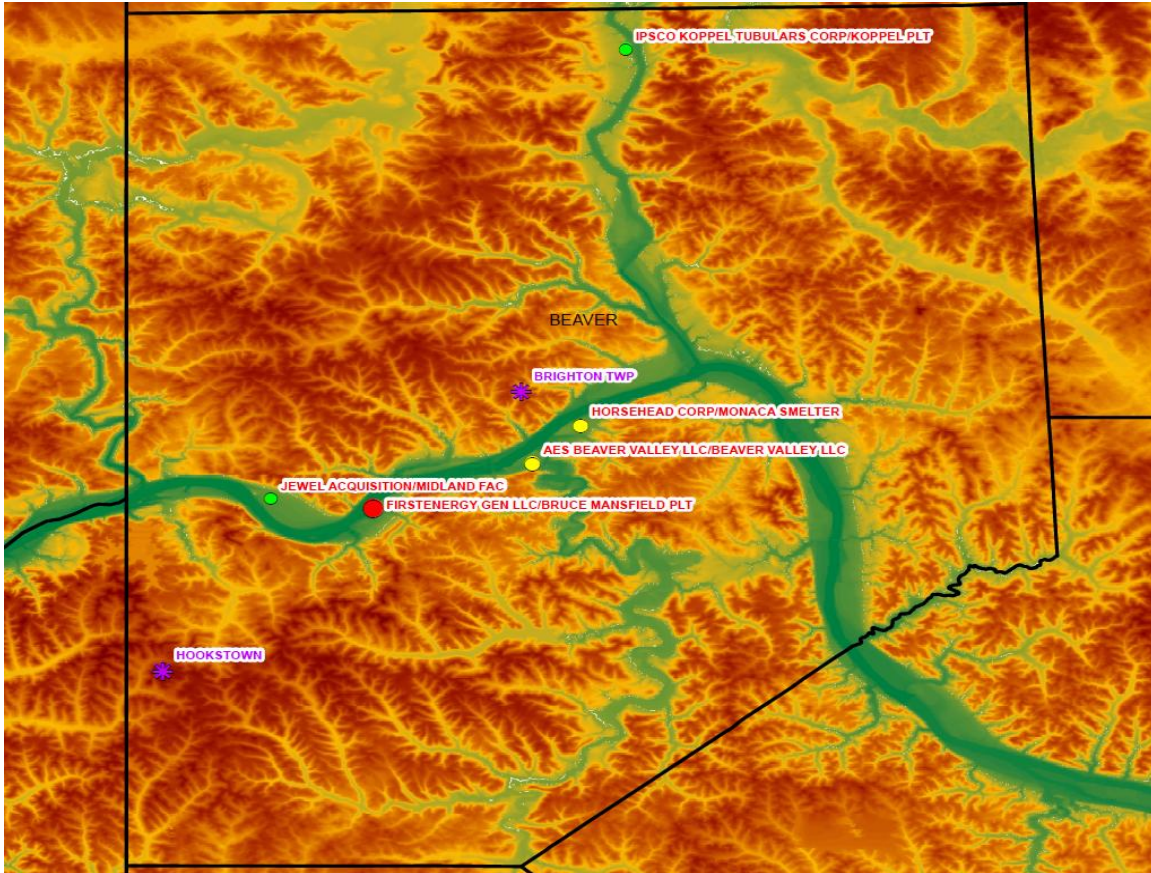 IPSCO KOPPEL TUBULARS CORP/KOPPEL PLT
BEAVER
BRIGHTON TWP
HORSEHEAD CORP/MONACA SMELTER
AES BEAVER VALLEY LLC/BEAVER VALLEY LLC
JEWEL ACQUISITION/MIDLAND FAC
FIRSTENERGY GEN LLC/BRUCE MANSFIELD PLT
HOOKSTOWN